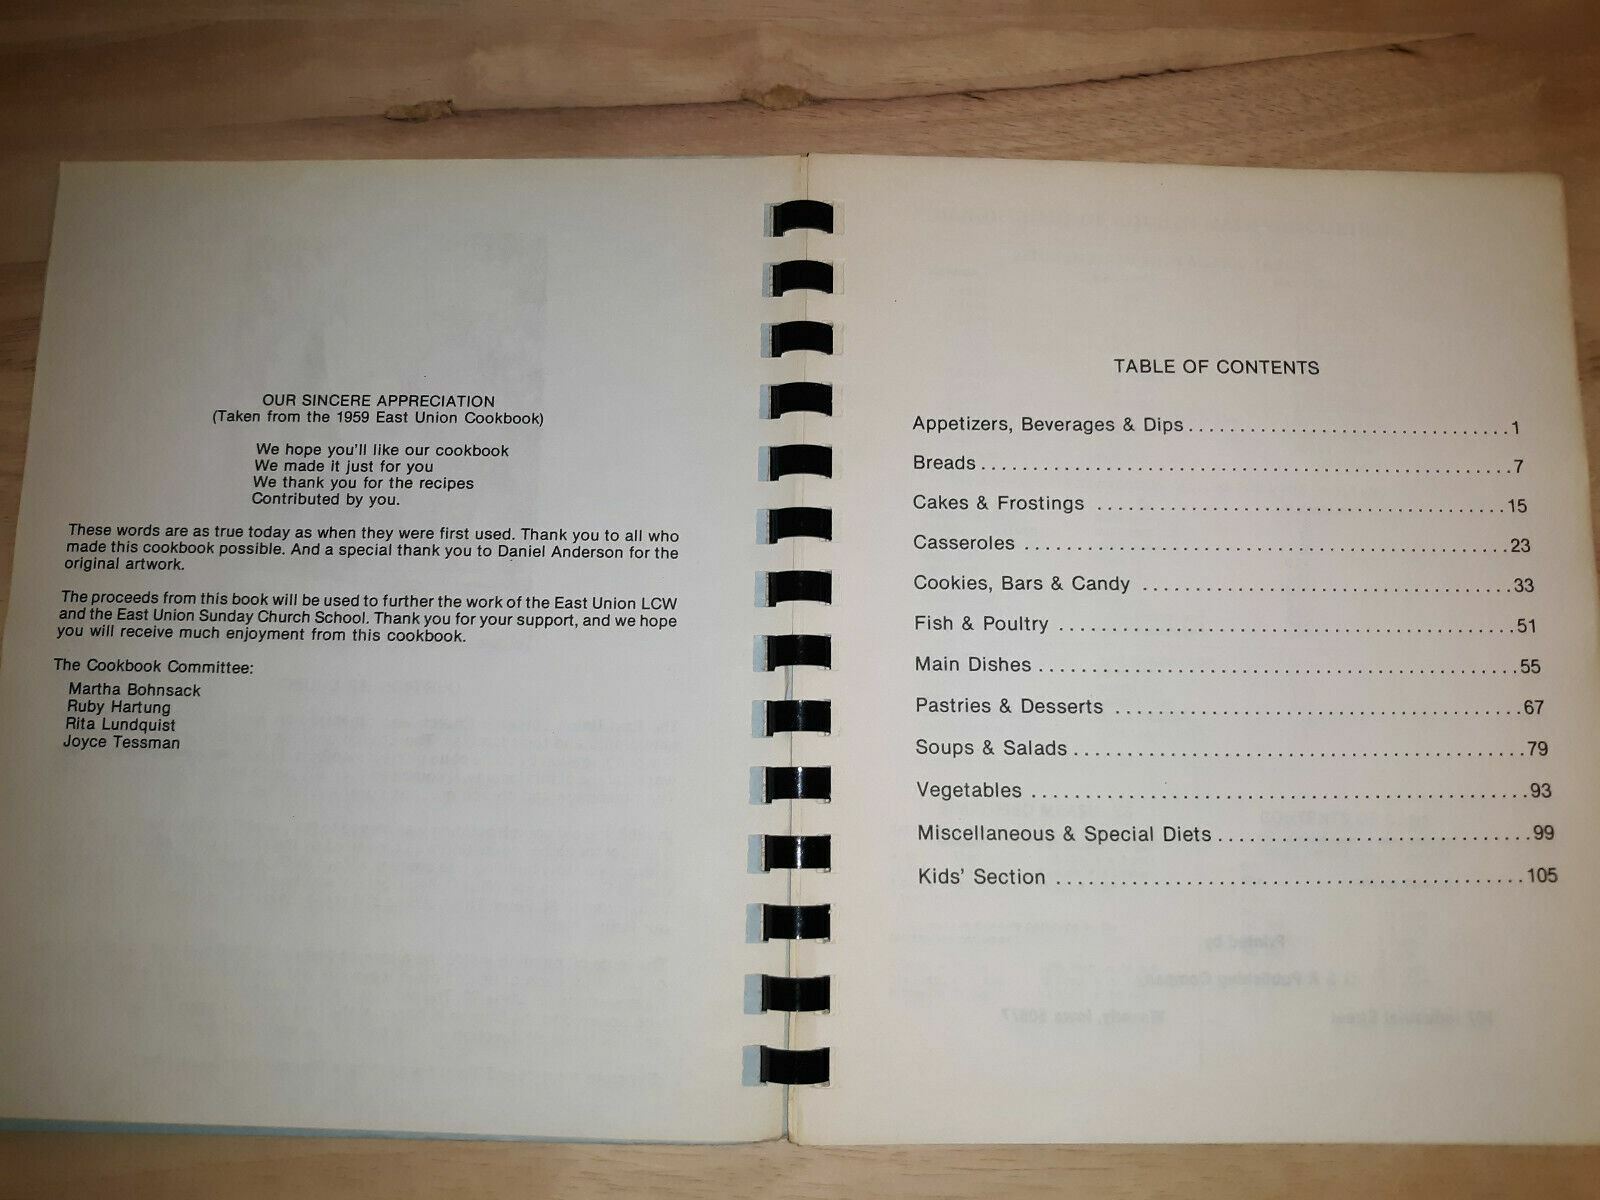 OUR SINCERE APPRECIATION
(Taken from the 1959 East Union Cookbook)
We hope you'll like our cookbook
We made it just for you
We thank you for the recipes
Contributed by you.
These words are as true today as when they were first used. Thank you to all who
made this cookbook possible. And a special thank you to Daniel Anderson for the
original artwork.
The proceeds from this book will be used to further the work of the East Union LCW
and the East Union Sunday Church School. Thank you for your support, and we hope
you will receive much enjoyment from this cookbook.
The Cookbook Committee:
Martha Bohnsack
Ruby Hartung
Rita Lundquist
Joyce Tessman
TABLE OF CONTENTS
Appetizers, Beverages & Dips................................1
Breads....................................................7
Cakes & Frostings ........................................15
Casseroles ................................................23
Cookies, Bars & Candy .....................................33
Fish & Poultry .............................................51
Main Dishes ...............................................55
Pastries & Desserts ........................................67
Soups & Salads.............................................79
Vegetables .................................................93
Miscellaneous & Special Diets...............................99
Kids' Section ..............................................105